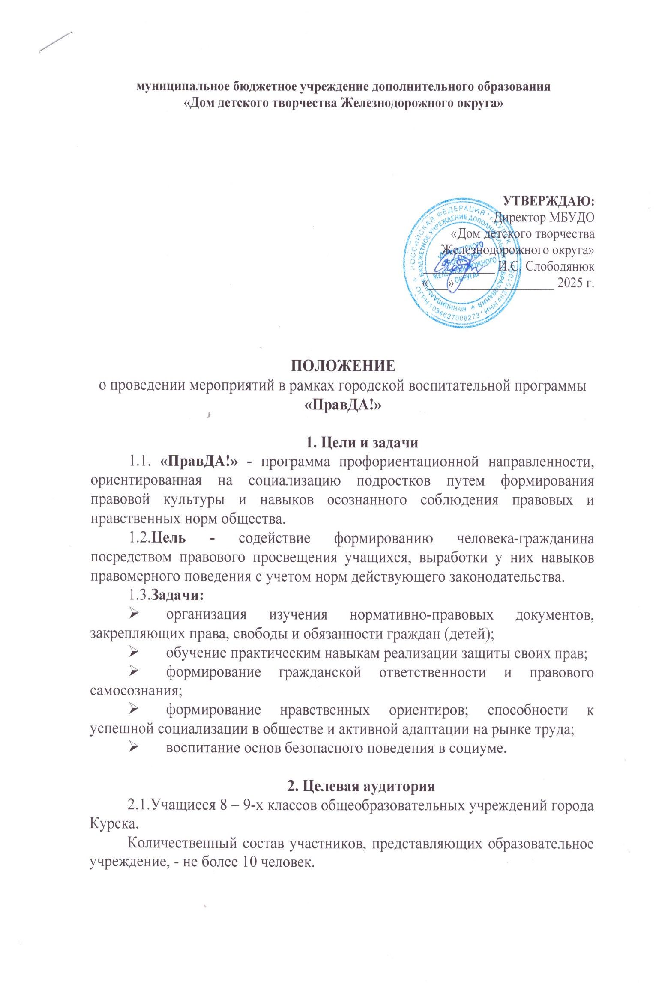 муниципальное бюджетное учреждение дополнительного образования
«Дом детского творчества Железнодорожного округа»
УТВЕРЖДАЮ:
Директор МБУДО
«Дом детского творчества
Железнодорожного округа»
____________ И.С. Слободянюк
«___» _______________ 2025 г.
РОССИЙСКАЯ ФЕДЕРАЦИЯ * г. КУРСК *
ОГРН 1034637008273 * ИНН
МУНИЦИПАЛЬНОЕ БЮДЖЕТНОЕ УЧРЕЖДЕНИЕ ДОПОЛНИТЕЛЬНОГО ОБРАЗОВАНИЯ *
«ДОМ ДЕТСКОГО
ТВОРЧЕСТВА
ЖЕЛЕЗНОДОРОЖНОГО
ОКРУГА»
ПОЛОЖЕНИЕ
о проведении мероприятий в рамках городской воспитательной программы
«ПравДА!»
1. Цели и задачи
1.1. «ПравДА!» - программа профориентационной направленности,
ориентированная на социализацию подростков путем формирования
правовой культуры и навыков осознанного соблюдения правовых и
нравственных норм общества.
1.2.Цель - содействие формированию человека-гражданина
посредством правового просвещения учащихся, выработки у них навыков
правомерного поведения с учетом норм действующего законодательства.
1.3.Задачи:
➢ организация изучения нормативно-правовых документов,
закрепляющих права, свободы и обязанности граждан (детей);
➢ обучение практическим навыкам реализации защиты своих прав;
➢ формирование гражданской ответственности и правового
самосознания;
➢ формирование нравственных ориентиров; способности к
успешной социализации в обществе и активной адаптации на рынке труда;
➢ воспитание основ безопасного поведения в социуме.
2. Целевая аудитория
2.1.Учащиеся 8 – 9-х классов общеобразовательных учреждений города
Курска.
Количественный состав участников, представляющих образовательное
учреждение, - не более 10 человек.